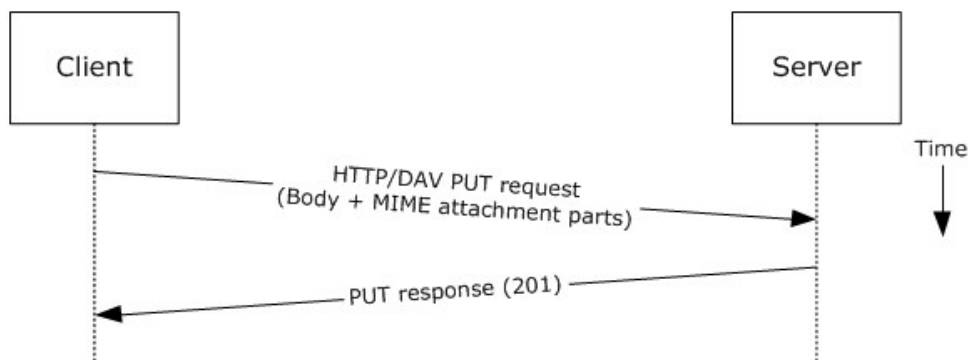 Client
Server
Time
HTTP/DAV PUT request
(Body + MIME attachment parts)
PUT response (201)